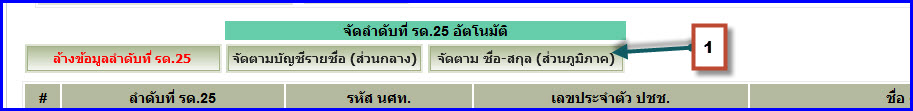 จัดลำดับที่ รด.25 อัตโนมัติ
ล้างข้อมูลลำดับที่ รด.25 จัดตามบัญชีรายชื่อ (ส่วนกลาง) จัดตาม ชื่อ-สกุล (ส่วนภูมิภาค) 1
# ลำดับที่ รด.25 รหัส นศท. เลขประจำตัว ปชช. ชื่อ